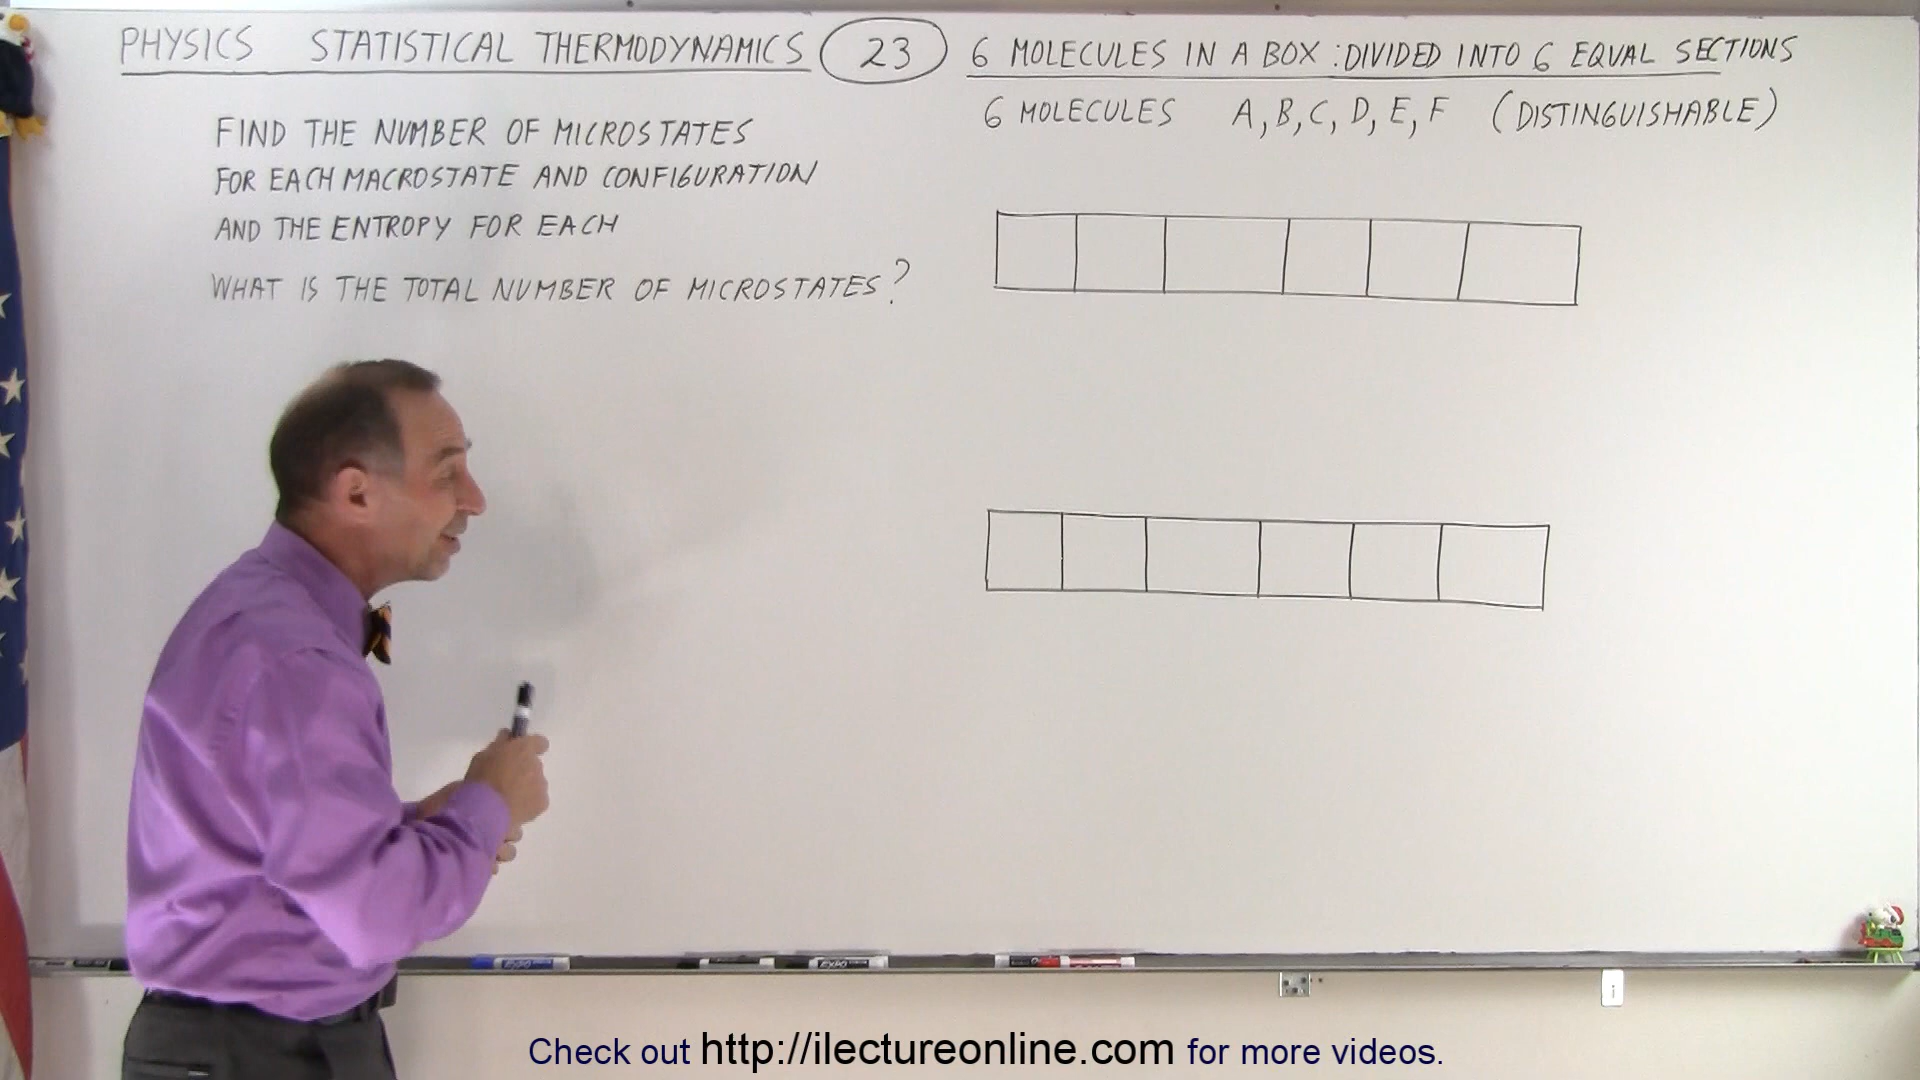 PHYSICS STATISTICAL THERMODYNAMICS 23 6 MOLECULES IN A BOX : DIVIDED INTO 6 EQUAL SECTIONS
6 MOLECULES A, B, C, D, E, F (DISTINGUISHABLE)
FIND THE NUMBER OF MICROSTATES
FOR EACH MACROSTATE AND CONFIGURATION
AND THE ENTROPY FOR EACH
WHAT IS THE TOTAL NUMBER OF MICROSTATES?
EXPO
EXPO
Check out http://ilectureonline.com for more videos.